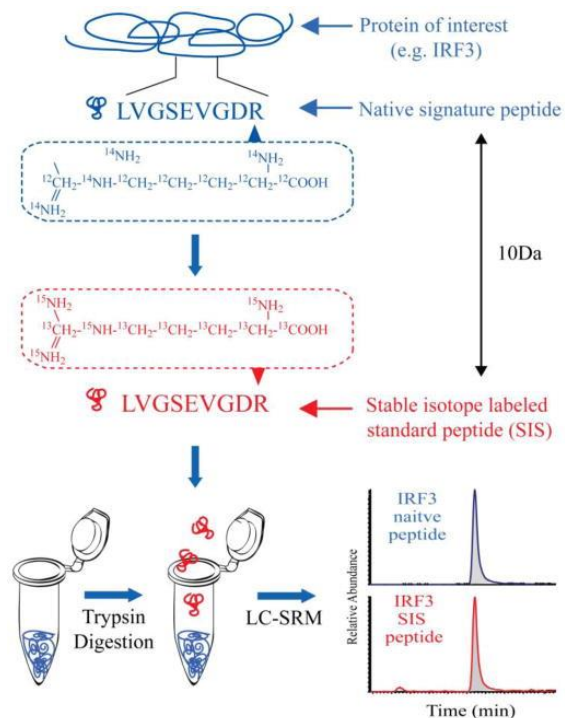 Protein of interest
(e.g. IRF3)
LVGSEVGDR
Native signature peptide
¹⁴NH₂
¹⁴NH₂
¹²CH₂-¹⁴NH-¹²CH₂-¹²CH₂-¹²CH₂-¹²CH₂-¹²COOH
¹⁴NH₂
10Da
¹⁵NH₂
¹⁵NH₂
¹³CH₂-¹⁵NH-¹³CH₂-¹³CH₂-¹³CH₂-¹³CH₂-¹³COOH
¹⁵NH₂
LVGSEVGDR
Stable isotope labeled
standard peptide (SIS)
Trypsin
Digestion
LC-SRM
Relative Abundance
IRF3
naitve
peptide
IRF3
SIS
peptide
Time (min)